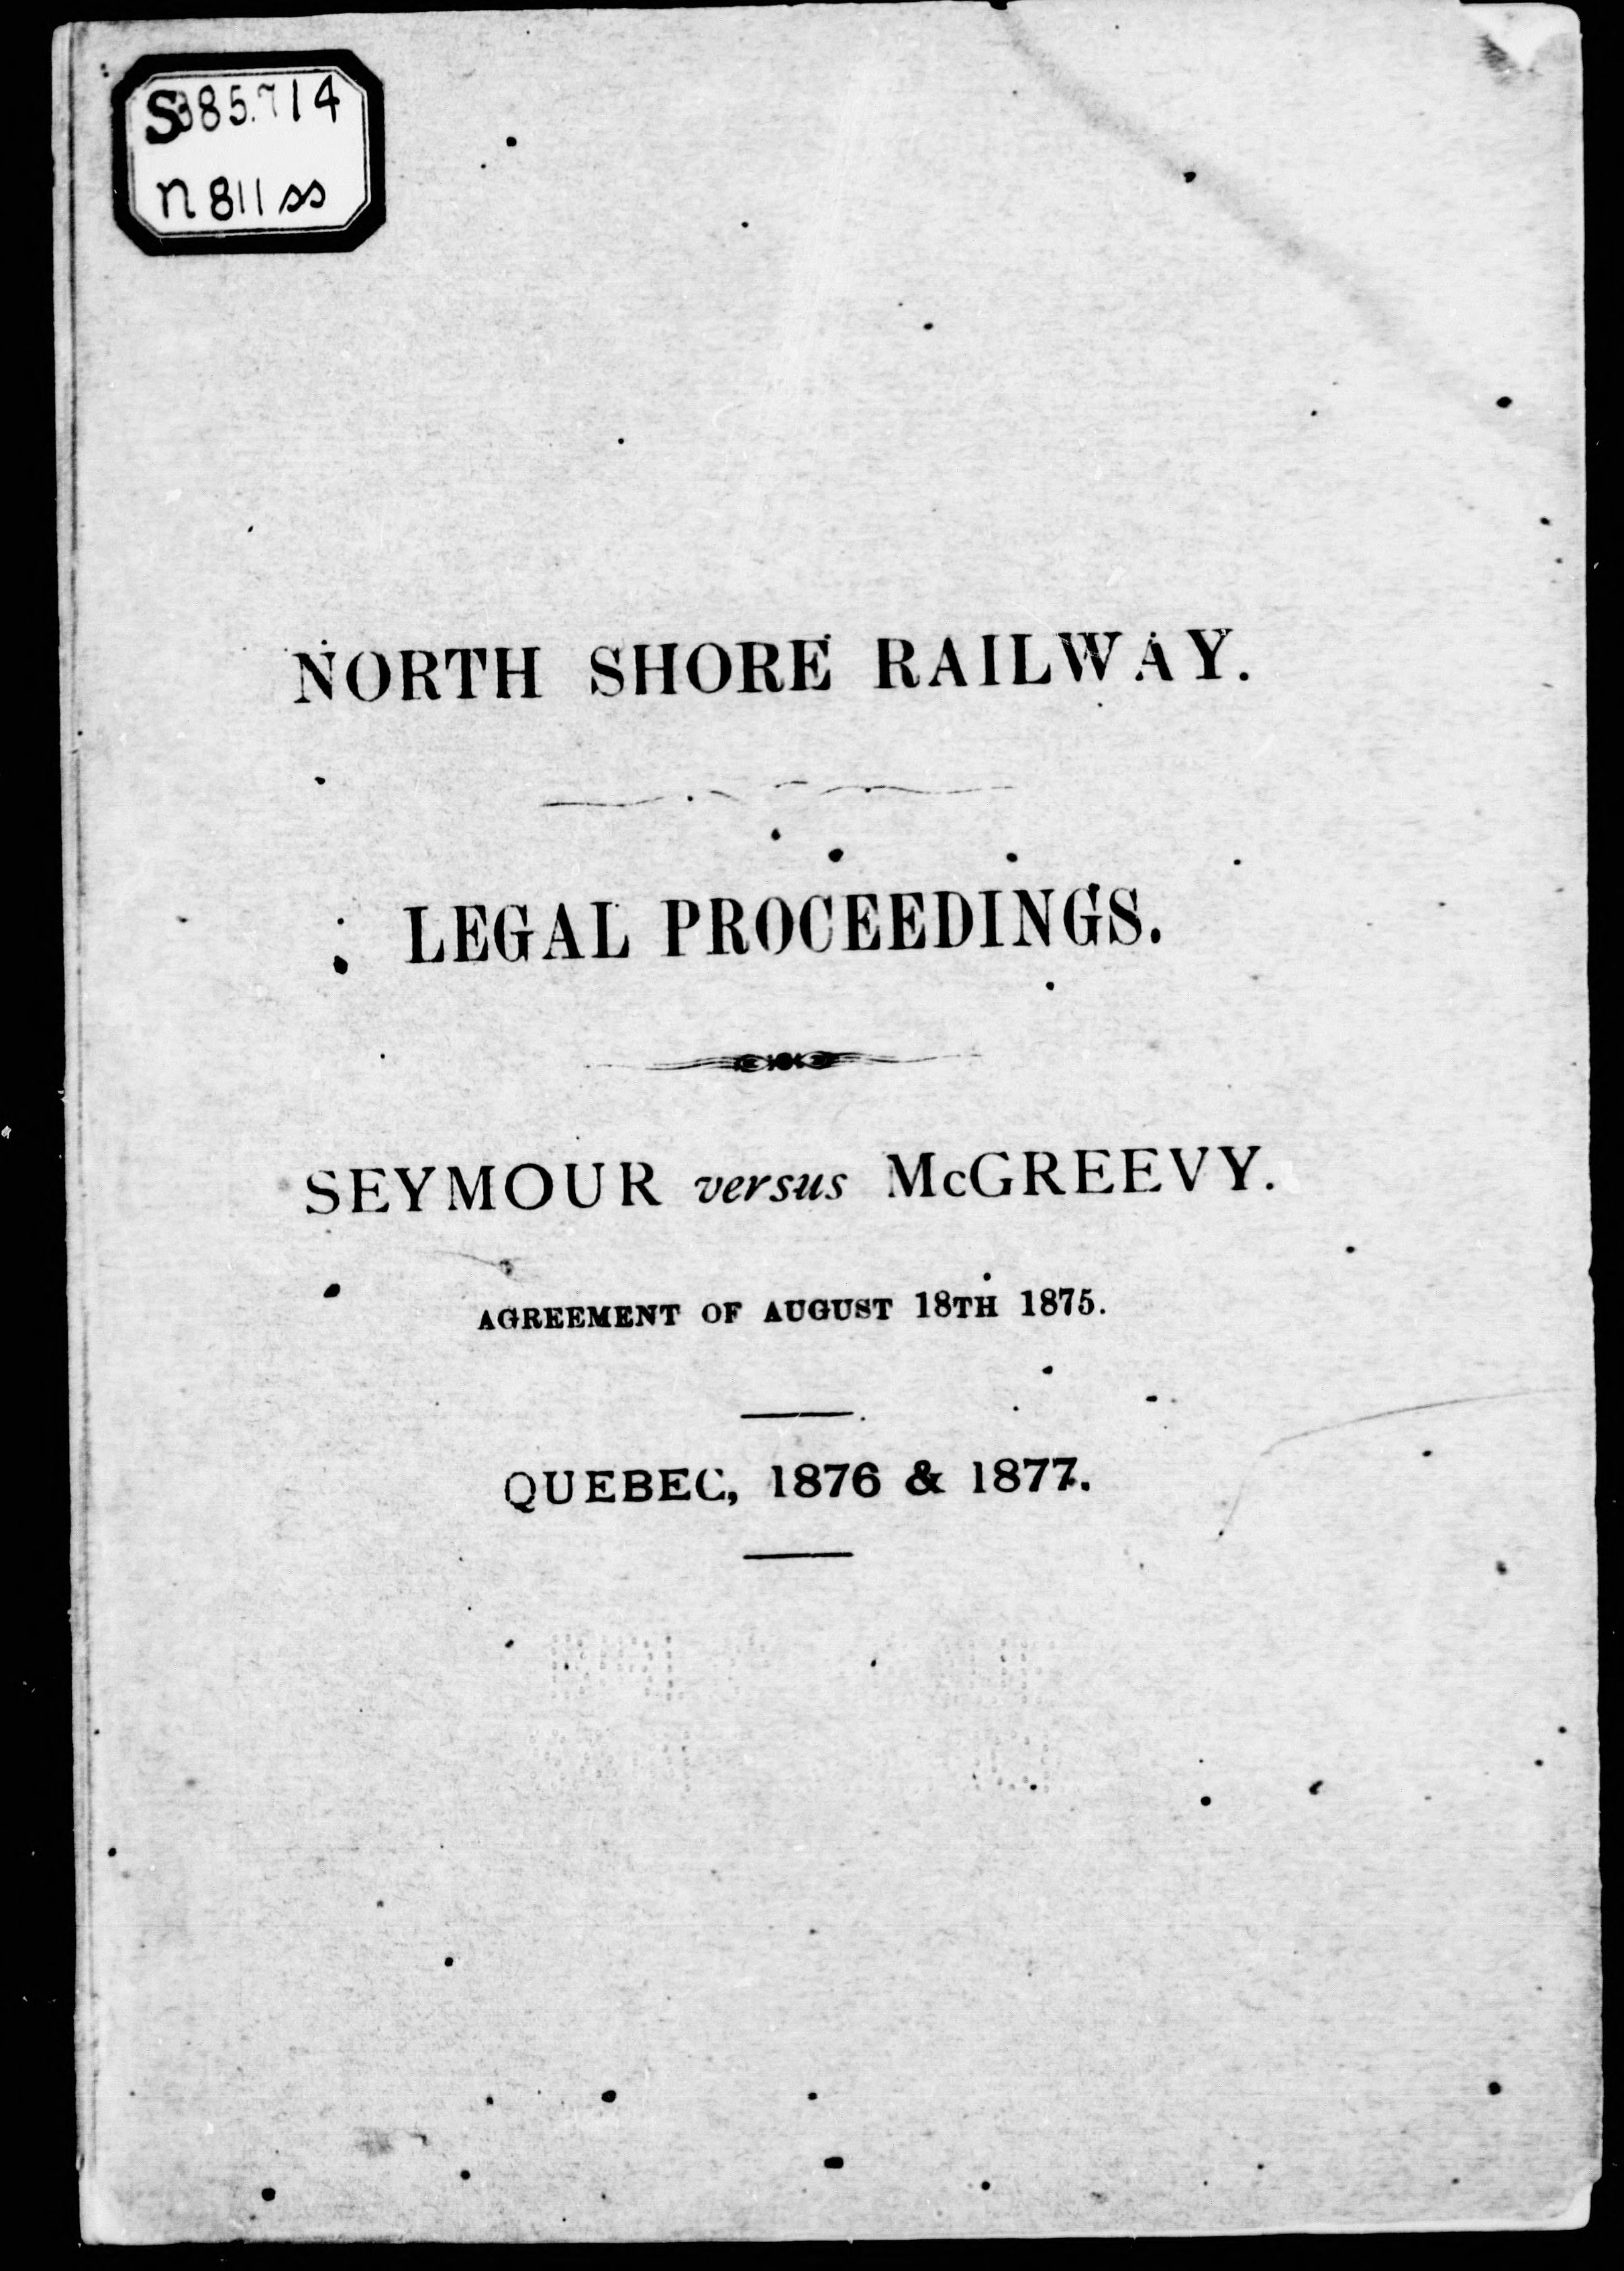 S385.714
n811ss
NORTH SHORE RAILWAY.
LEGAL PROCEEDINGS.
SEYMOUR versus McGREEVY.
AGREEMENT OF AUGUST 18TH 1875.
QUEBEC, 1876 & 1877.